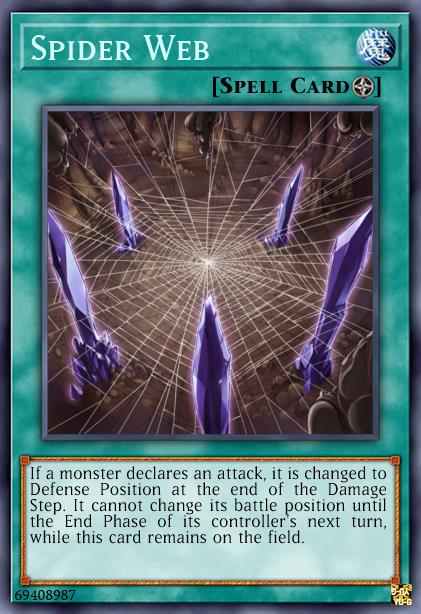 Spider Web
魔
[Spell Card]
If a monster declares an attack, it is changed to
Defense Position at the end of the Damage
Step. It cannot change its battle position until
the End Phase of its controller's next turn,
while this card remains on the field.
69408987